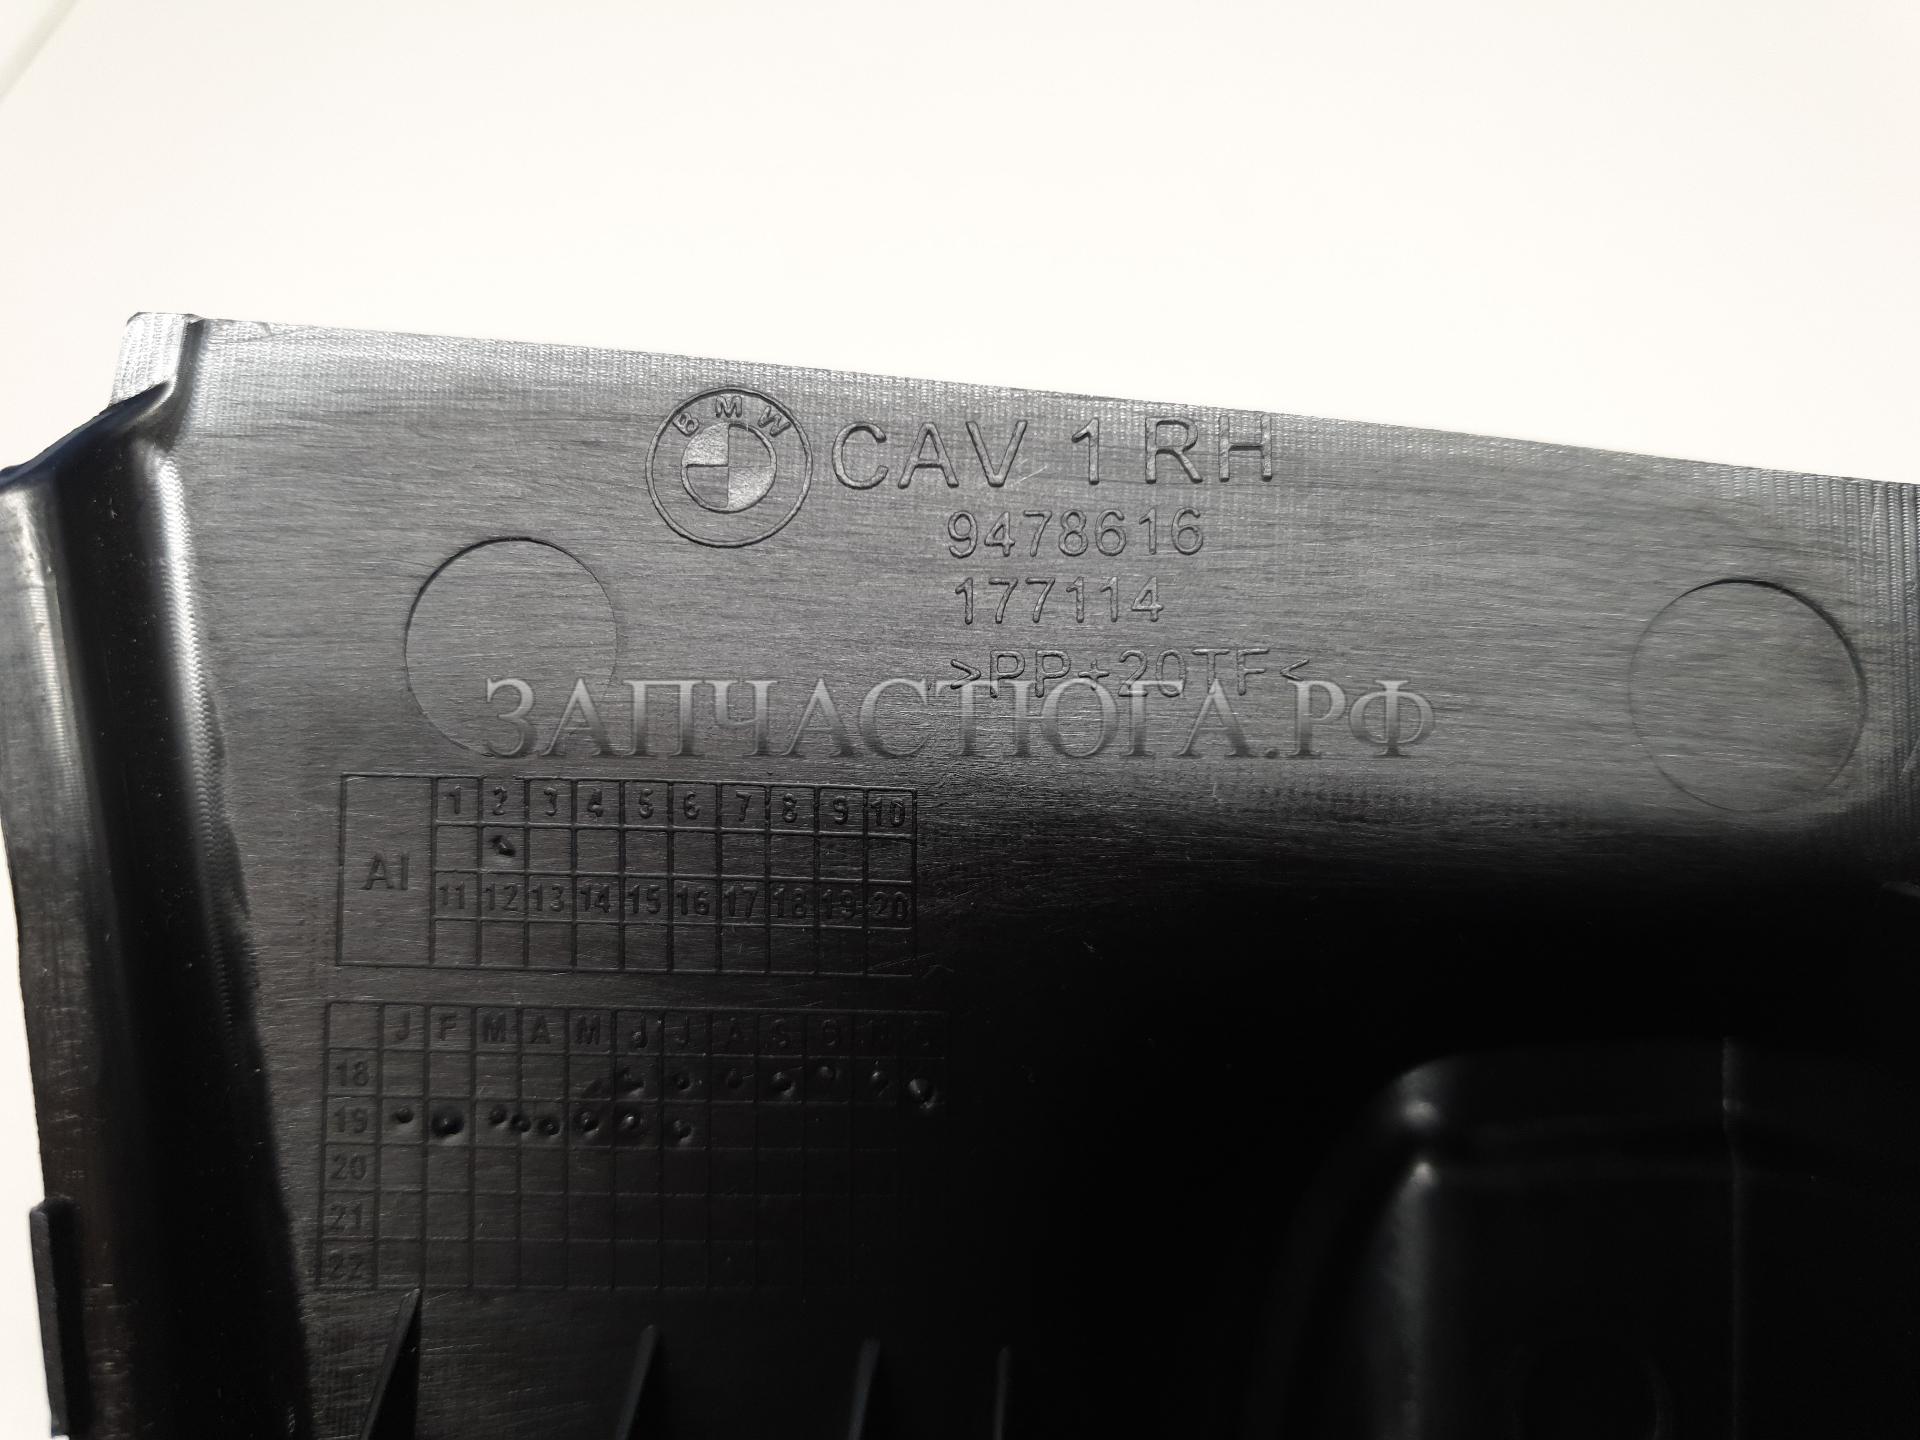 BMW CAV 1 RH
9478616
177114
>PP+20TF<
ЗАПЧАСТЮГА.РФ
AI
1 2 3 4 5 6 7 8 9 10
11 12 13 14 15 16 17 18 19 20
J F M A M J J A S O N D
18
19
20
21
22